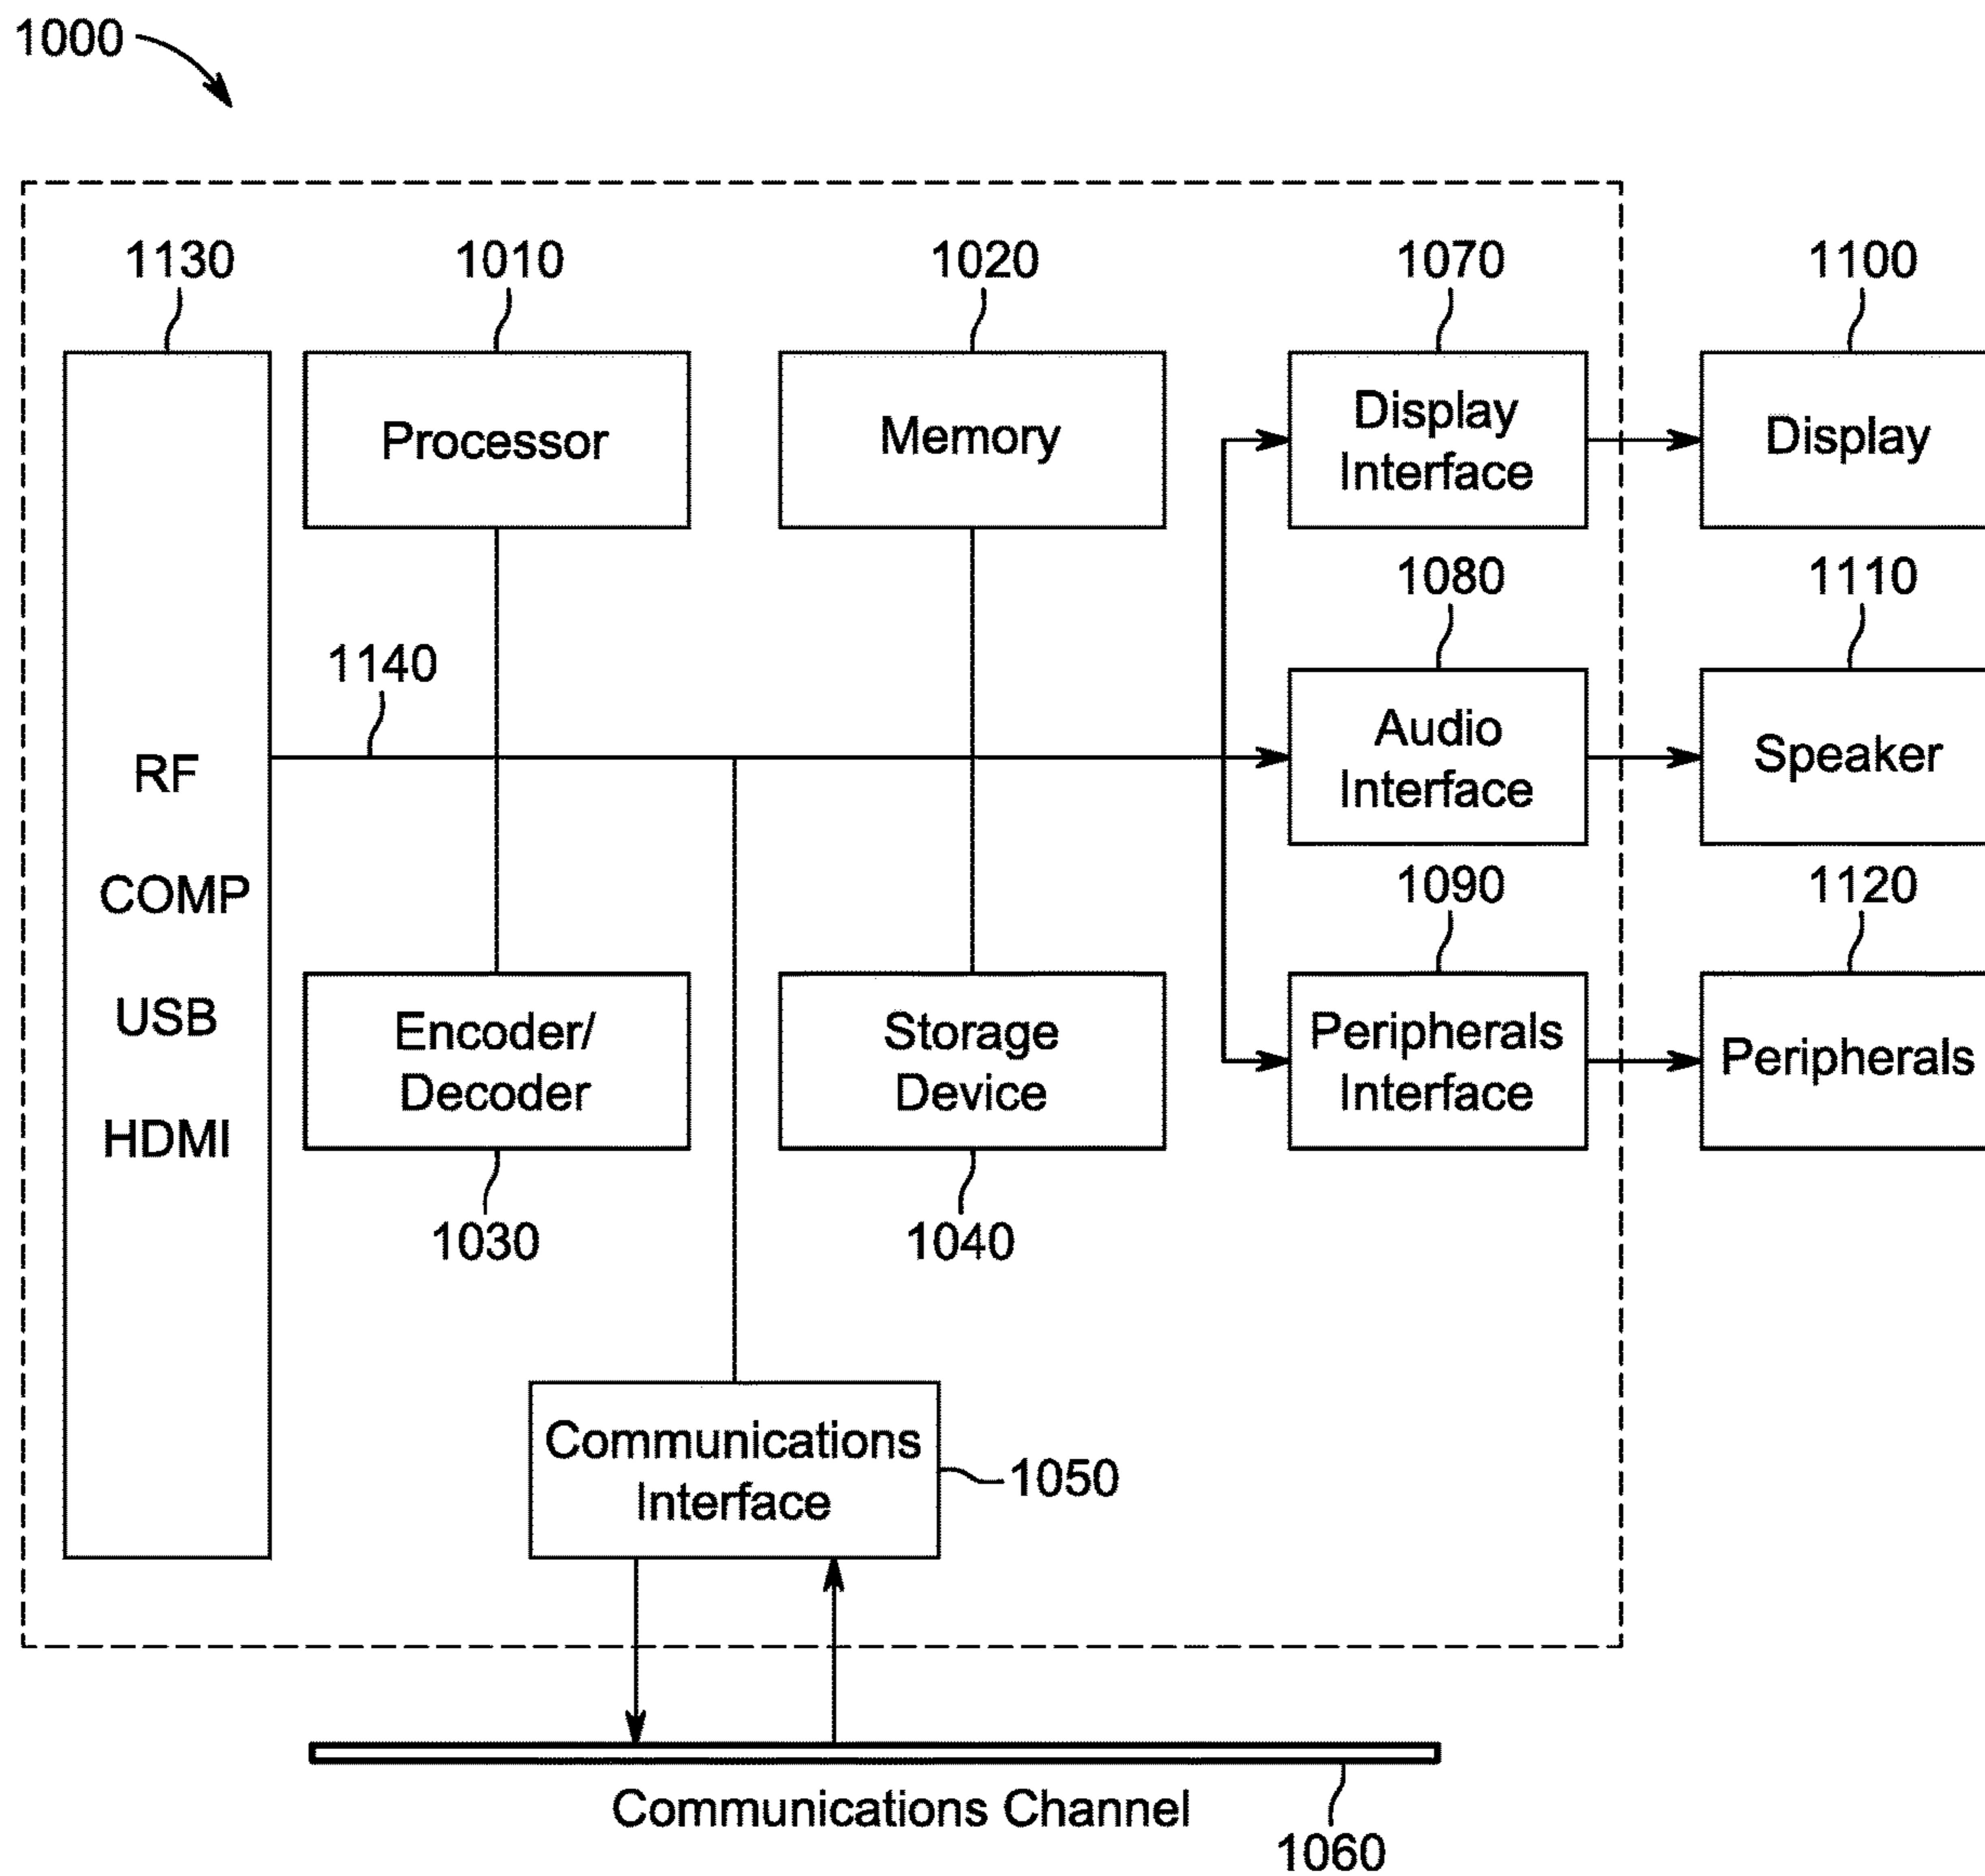 1000
1130
1010
1020
1070
1100
Processor
Memory
Display
Interface
Display
1080
1110
1140
RF
COMP
USB
HDMI
Audio
Interface
Speaker
1090
1120
Encoder/
Decoder
Storage
Device
Peripherals
Interface
Peripherals
1030
1040
Communications
Interface
1050
Communications Channel
1060